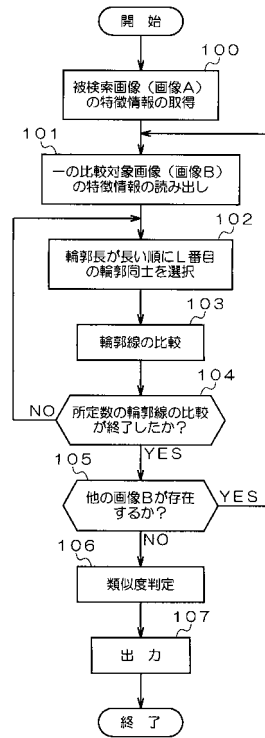 開 始
100
被検索画像（画像A）
の特徴情報の取得
101
一の比較対象画像（画像B）
の特徴情報の読み出し
102
輪郭長が長い順にL番目
の輪郭同士を選択
103
輪郭線の比較
104
所定数の輪郭線の比較
が終了したか？
NO
YES
105
他の画像Bが存在
するか？
YES
NO
106
類似度判定
107
出 力
終 了